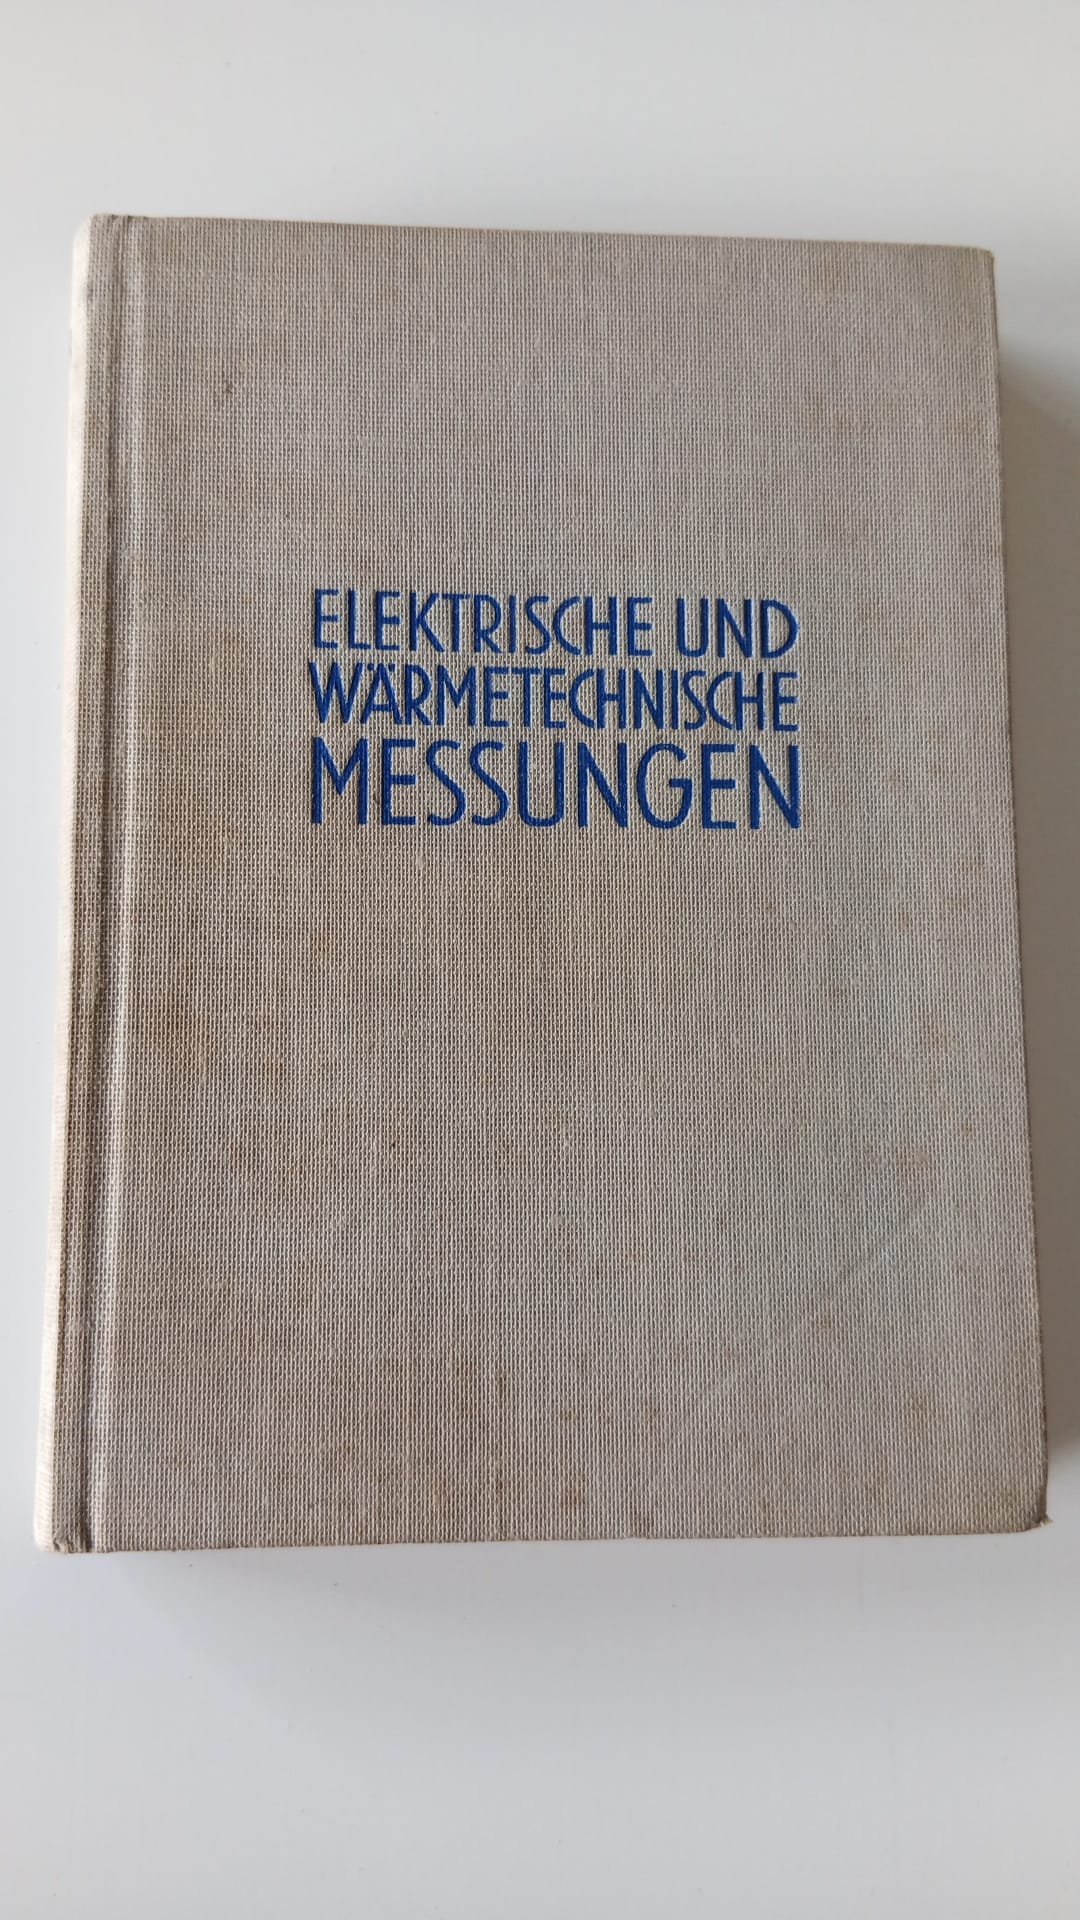 ELEKTRISCHE UND
WÄRMETECHNISCHE
MESSUNGEN